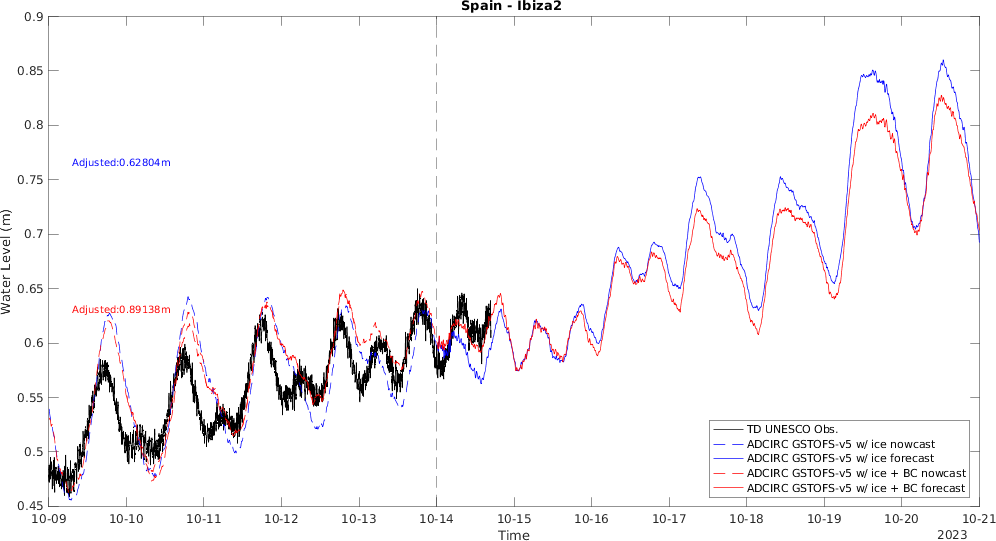 Spain - Ibiza2
0.9
0.85
0.8
0.75
0.7
0.65
0.6
0.55
0.5
0.45
Water Level (m)
Adjusted:0.62804m
Adjusted:0.89138m
TD UNESCO Obs.
ADCIRC GSTOFS-v5 w/ ice nowcast
ADCIRC GSTOFS-v5 w/ ice forecast
ADCIRC GSTOFS-v5 w/ ice + BC nowcast
ADCIRC GSTOFS-v5 w/ ice + BC forecast
10-09 10-10 10-11 10-12 10-13 10-14 10-15 10-16 10-17 10-18 10-19 10-20 10-21
Time
2023